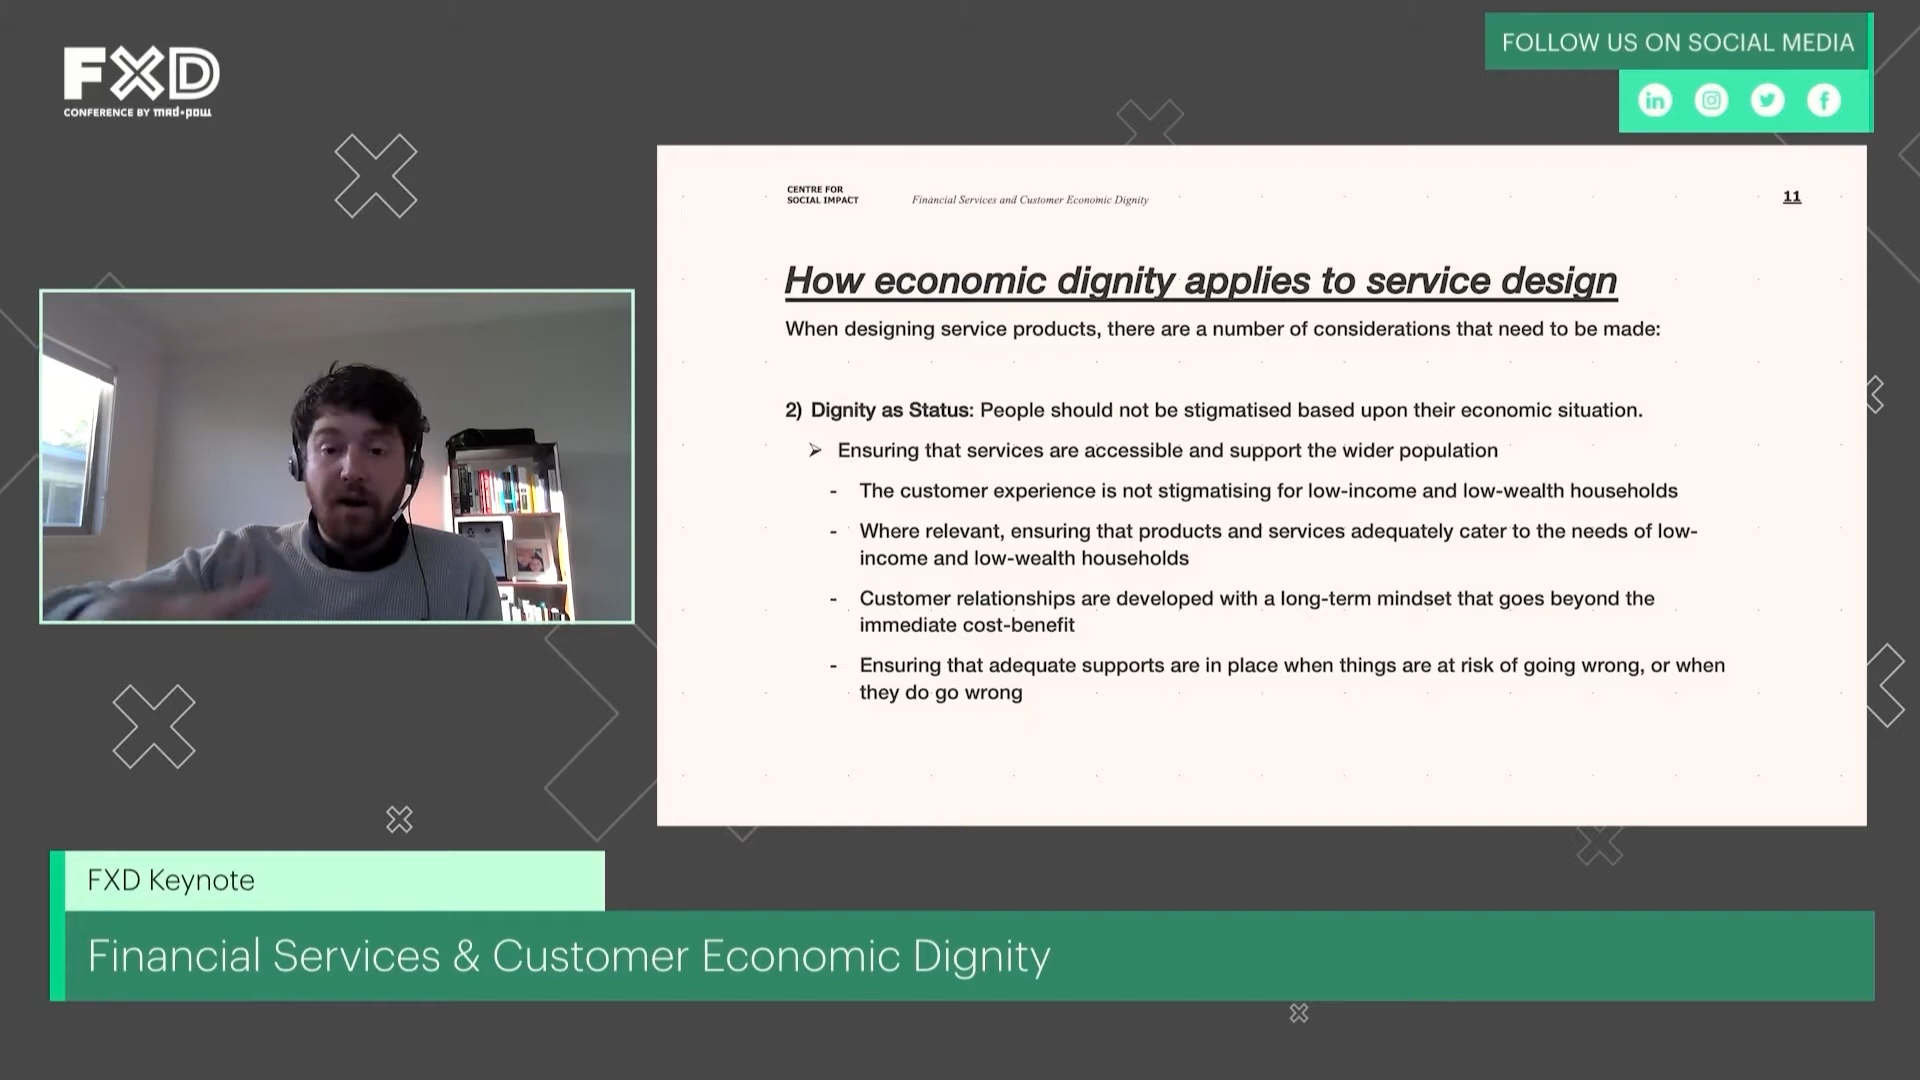 FXD
CONFERENCE BY mad*pow
FOLLOW US ON SOCIAL MEDIA
CENTRE FOR
SOCIAL IMPACT
Financial Services and Customer Economic Dignity
11
How economic dignity applies to service design
When designing service products, there are a number of considerations that need to be made:
2) Dignity as Status: People should not be stigmatised based upon their economic situation.
➢ Ensuring that services are accessible and support the wider population
- The customer experience is not stigmatising for low-income and low-wealth households
- Where relevant, ensuring that products and services adequately cater to the needs of low-
income and low-wealth households
- Customer relationships are developed with a long-term mindset that goes beyond the
immediate cost-benefit
- Ensuring that adequate supports are in place when things are at risk of going wrong, or when
they do go wrong
FXD Keynote
Financial Services & Customer Economic Dignity